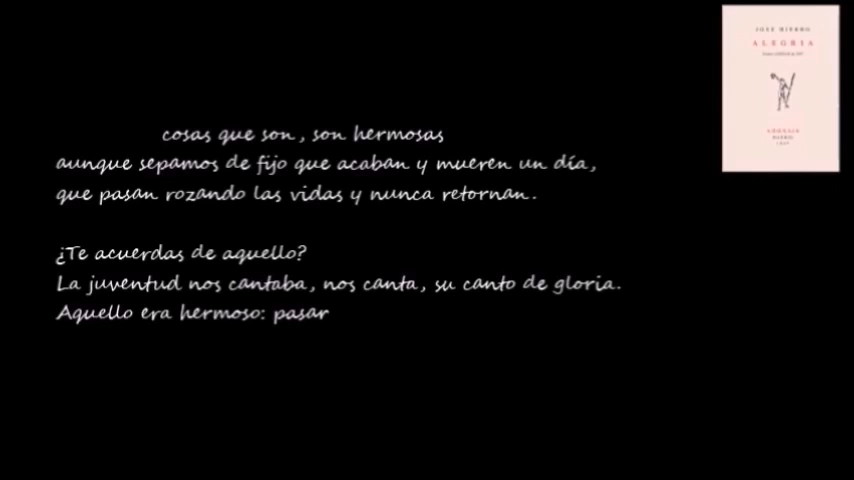 cosas que son, son hermosas
aunque sepamos de fijo que acaban y mueren un día,
que pasan rozando las vidas y nunca retornan.
¿Te acuerdas de aquello?
La juventud nos cantaba, nos canta, su canto de gloria.
Aquello era hermoso: pasar
JOSÉ HIERRO
ALEGRIA